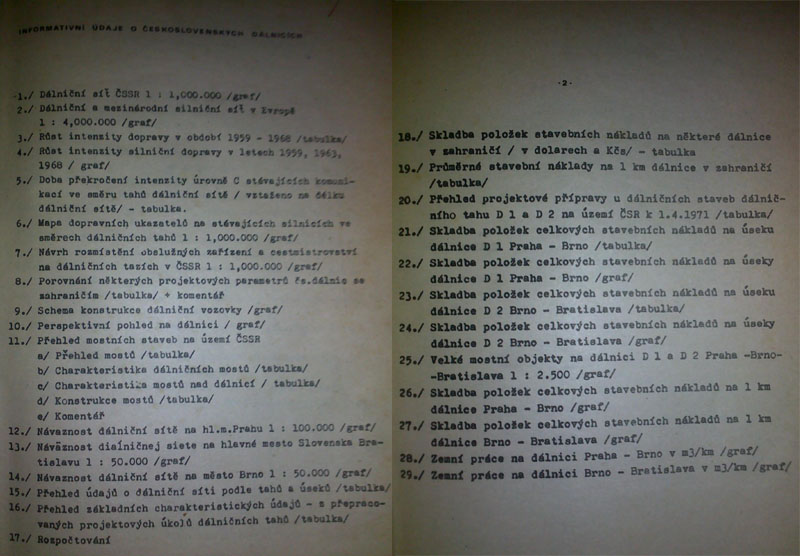 INFORMATIVNÍ ÚDAJE O ČESKOSLOVENSKÝCH DÁLNICÍCH
1./ Dálniční síť ČSSR 1 : 1,000.000 /graf/
2./ Dálniční a mezinárodní silniční síť v Evropě
1 : 4,000.000 /graf/
3./ Růst intenzity dopravy v období 1959 - 1968 /tabulka/
4./ Růst intenzity silniční dopravy v letech 1959, 1963,
1968 / graf/
5./ Doba překročení intenzity úrovně C stávajících komuni-
kací ve směru tahů dálniční sítě / vztaženo na délku
dálniční sítě/ - tabulka.
6./ Mapa dopravních ukazatelů na stávajících silnicích ve
směrech dálničních tahů 1 : 1,000.000 /graf/
7./ Návrh rozmístění obslužných zařízení a cestmistrovství
na dálničních tazích v ČSSR 1 : 1,000.000 /graf/
8./ Porovnání některých projektových parametrů čs.dálnic se
zahraničím /tabulka/ + komentář
9./ Schema konstrukce dálniční vozovky /graf/
10./ Perspektivní pohled na dálnici / graf/
11./ Přehled mostních staveb na území ČSSR
a/ Přehled mostů /tabulka/
b/ Charakteristika dálničních mostů /tabulka/
c/ Charakteristika mostů nad dálnicí / tabulka/
d/ Konstrukce mostů /tabulka/
e/ Komentář
12./ Návaznost dálniční sítě na hl.m.Prahu 1 : 100.000 /graf/
13./ Naväznost dialničnej siete na hlavné mesto Slovenska Bra-
tislavu 1 : 50.000 /graf/
14./ Návaznost dálniční sítě na město Brno 1 : 50.000 /graf/
15./ Přehled údajů o dálniční síti podle tahů a úseků /tabulka/
16./ Přehled základních charakteristických údajů - z přepraco-
vaných projektových úkolů dálničních tahů /tabulka/
17./ Rozpočtování
-2-
18./ Skladba položek stavebních nákladů na některé dálnice
v zahraničí / v dolarech a Kčs/ - tabulka
19./ Průměrné stavební náklady na 1 km dálnice v zahraničí
/tabulka/
20./ Přehled projektové přípravy u dálničních staveb dálnič-
ního tahu D 1 a D 2 na území ČSR k 1.4.1971 /tabulka/
21./ Skladba položek celkových stavebních nákladů na úseku
dálnice D 1 Praha - Brno /tabulka/
22./ Skladba položek celkových stavebních nákladů na úseky
dálnice D 1 Praha - Brno /graf/
23./ Skladba položek celkových stavebních nákladů na úseku
dálnice D 2 Brno - Bratislava /tabulka/
24./ Skladba položek celkových stavebních nákladů na úseky
dálnice D 2 Brno - Bratislava /graf/
25./ Velké mostní objekty na dálnici D 1 a D 2 Praha -Brno-
-Bratislava 1 : 2.500 /graf/
26./ Skladba položek celkových stavebních nákladů na 1 km
dálnice Praha - Brno /graf/
27./ Skladba položek celkových stavebních nákladů na 1 km
dálnice Brno - Bratislava /graf/
28./ Zemní práce na dálnici Praha - Brno v m3/km /graf/
29./ Zemní práce na dálnici Brno - Bratislava v m3/km /graf/